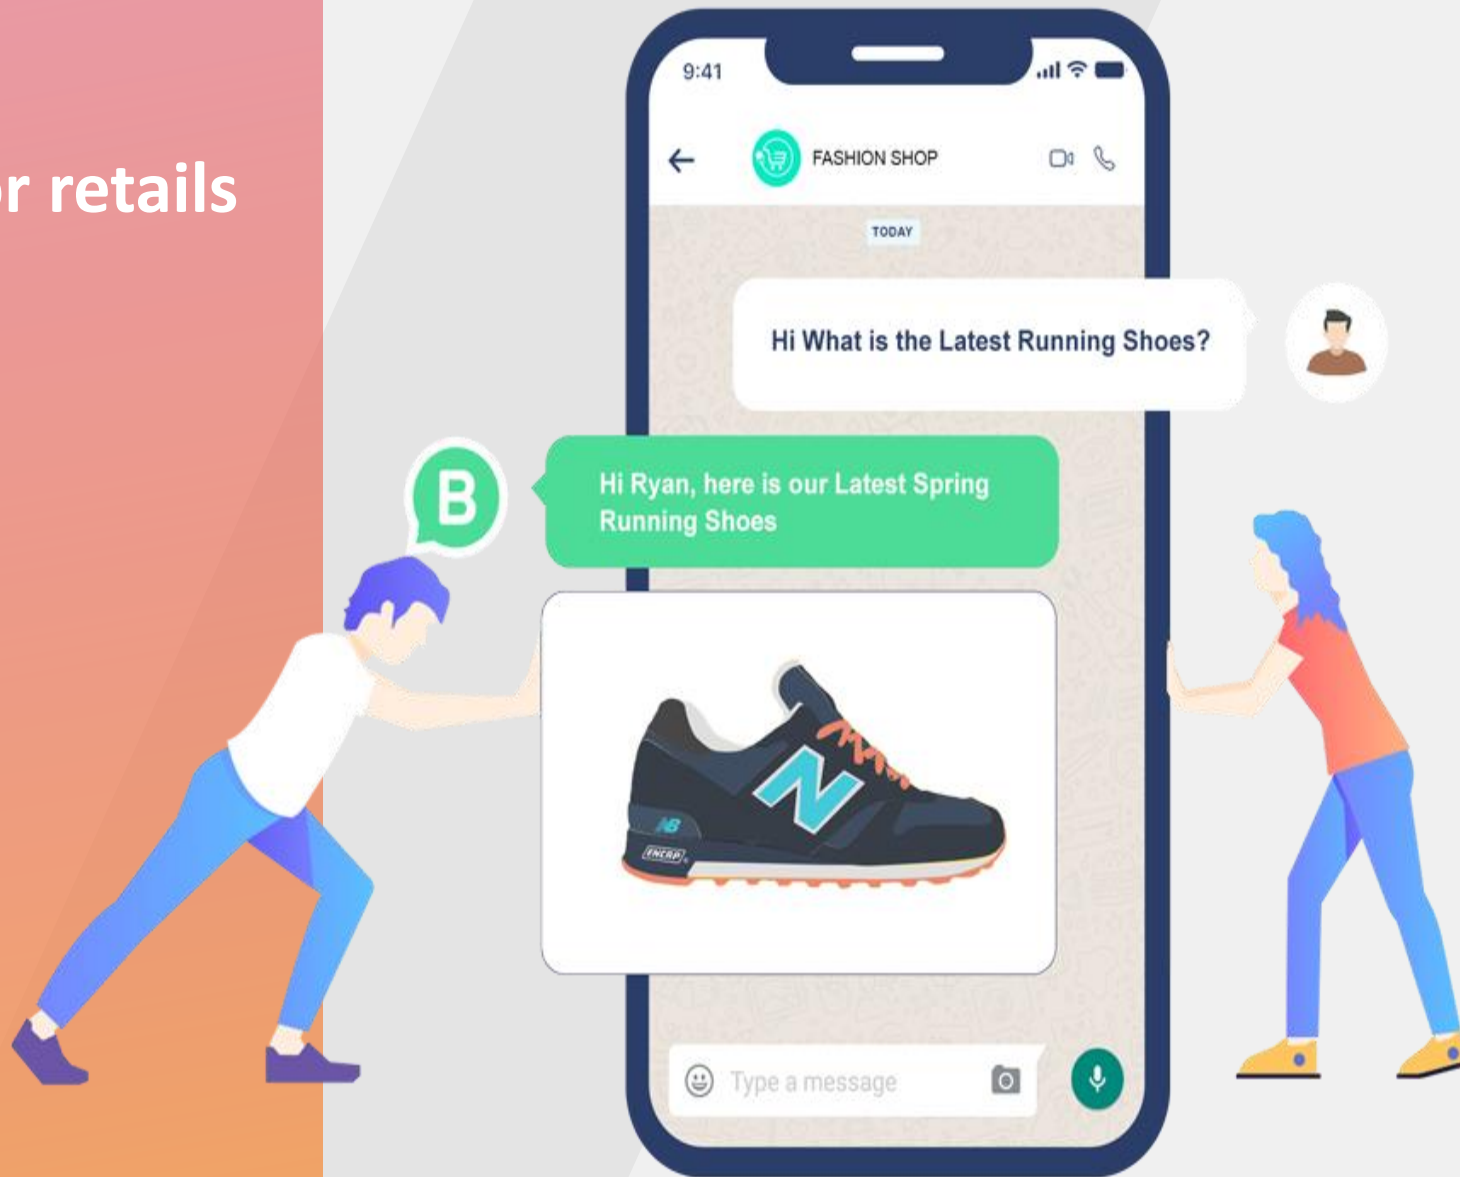 or retails
9:41
FASHION SHOP
TODAY
Hi What is the Latest Running Shoes?
B
Hi Ryan, here is our Latest Spring
Running Shoes
N
NB
ENCAP
Type a message